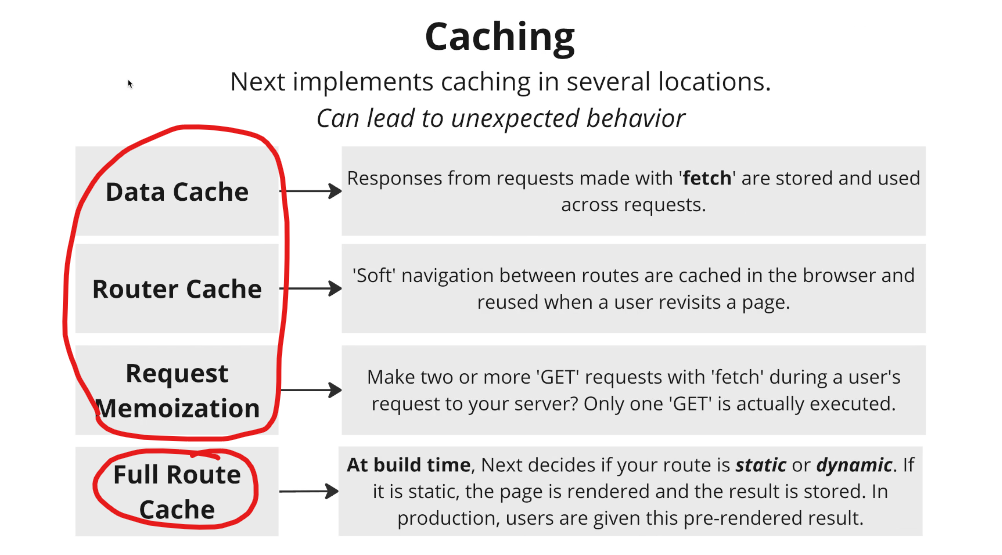 Caching
Next implements caching in several locations.
Can lead to unexpected behavior
Data Cache
Responses from requests made with 'fetch' are stored and used
across requests.
Router Cache
'Soft' navigation between routes are cached in the browser and
reused when a user revisits a page.
Request
Memoization
Make two or more 'GET' requests with 'fetch' during a user's
request to your server? Only one 'GET' is actually executed.
Full Route
Cache
At build time, Next decides if your route is static or dynamic. If
it is static, the page is rendered and the result is stored. In
production, users are given this pre-rendered result.